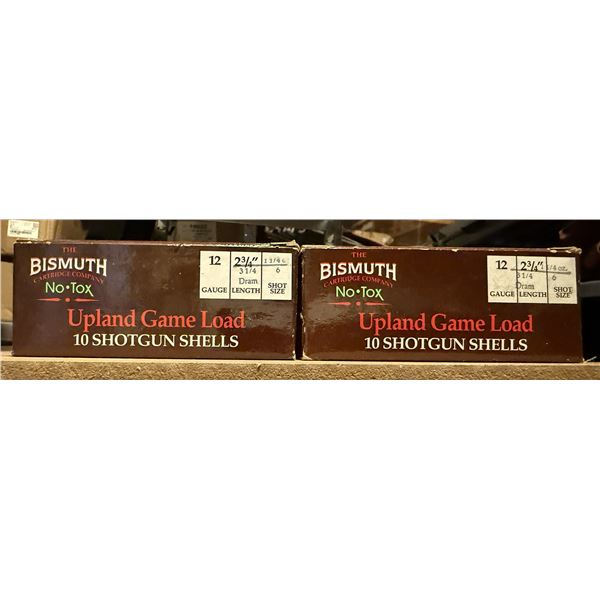 THE
BISMUTH
CARTRIDGE COMPANY
No•Tox
12
GAUGE
2¾"
3 1/4
Dram
LENGTH
6
SHOT
SIZE
Upland Game Load
10 SHOTGUN SHELLS
THE
BISMUTH
CARTRIDGE COMPANY
No•Tox
12
GAUGE
2¾"
3 1/4
Dram
LENGTH
oz.
6
SHOT
SIZE
Upland Game Load
10 SHOTGUN SHELLS